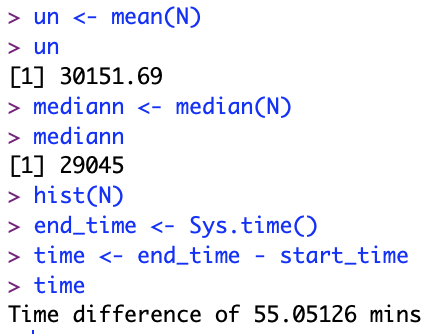 > un <- mean(N)
> un
[1] 30151.69
> mediann <- median(N)
> mediann
[1] 29045
> hist(N)
> end_time <- Sys.time()
> time <- end_time - start_time
> time
Time difference of 55.05126 mins